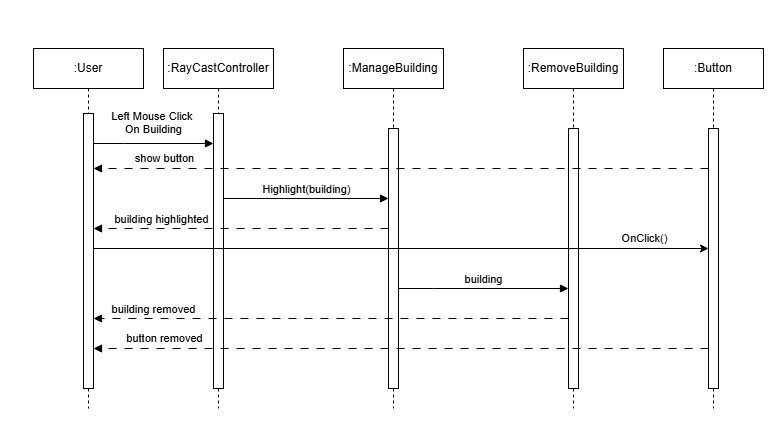 :User
:RayCastController
:ManageBuilding
:RemoveBuilding
:Button
Left Mouse Click
On Building
show button
Highlight(building)
building highlighted
OnClick()
building
building removed
button removed